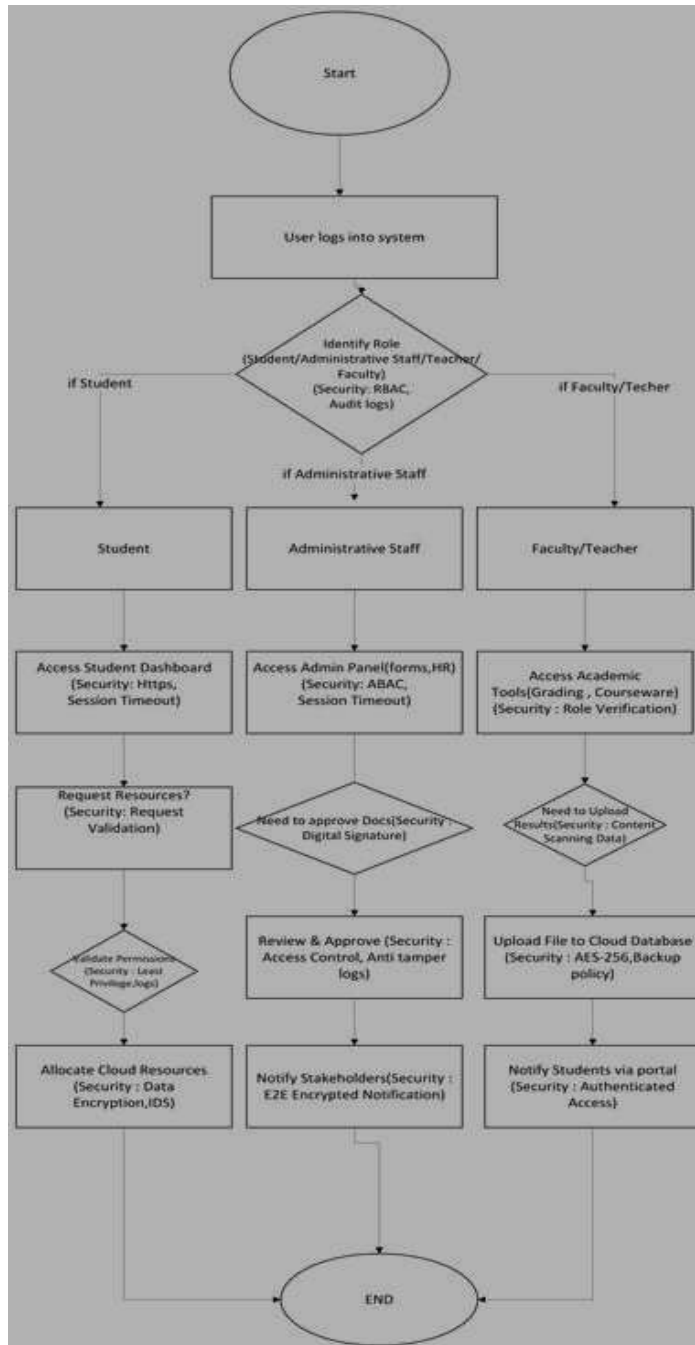 Start
User logs into system
Identify Role
(Student/Administrative Staff/Teacher/
Faculty)
(Security: RBAC,
Audit logs)
if Student
if Faculty/Techer
if Administrative Staff
Student
Administrative Staff
Faculty/Teacher
Access Student Dashboard
(Security: Https,
Session Timeout)
Access Admin Panel(forms,HR)
(Security: ABAC,
Session Timeout)
Access Academic
Tools(Grading , Courseware)
(Security : Role Verification)
Request Resources?
(Security: Request
Validation)
Need to approve Docs(Security :
Digital Signature)
Need to Upload
Results(Security : Content
Scanning Data)
Validate Permissions
(Security : Least
Privilege,logs)
Review & Approve (Security :
Access Control, Anti tamper
logs)
Upload File to Cloud Database
(Security : AES-256,Backup
policy)
Allocate Cloud Resources
(Security : Data
Encryption,IDS)
Notify Stakeholders(Security :
E2E Encrypted Notification)
Notify Students via portal
(Security : Authenticated
Access)
END